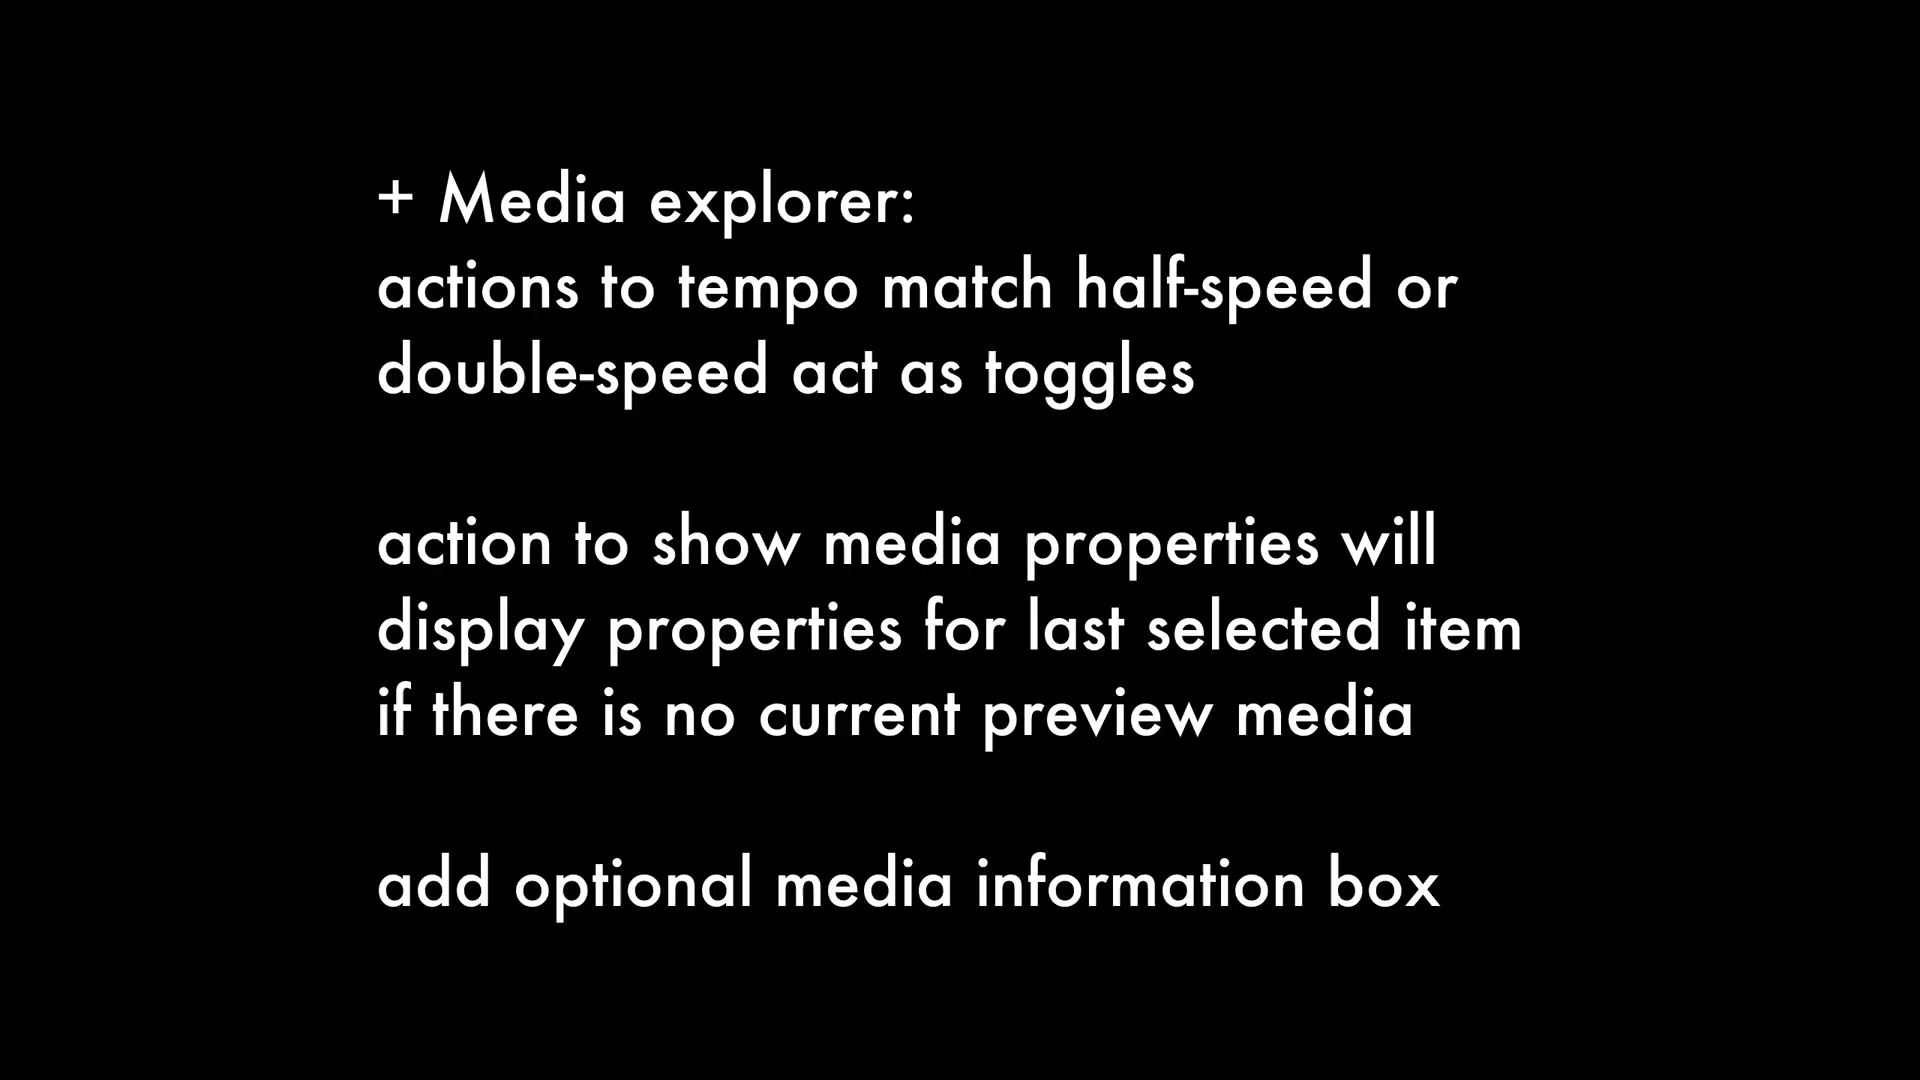 + Media explorer:
actions to tempo match half-speed or
double-speed act as toggles
action to show media properties will
display properties for last selected item
if there is no current preview media
add optional media information box